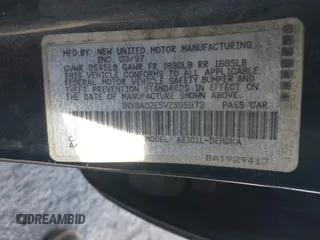 MFD.BY: NEW UNITED MOTOR MANUFACTURING
INC. 03/97
GVWR 3545LB GAWR FR 1880LB RR 1685LB
THIS VEHICLE CONFORMS TO ALL APPLICABLE
FEDERAL MOTOR VEHICLE SAFETY AND
THEFT PREVENTION STANDARDS IN EFFECT ON
THE DATE OF MANUFACTURE SHOWN ABOVE.
1NXBA02E5VZ595972 PASS. CAR
C/
A/
MODEL: AE101L-DEHDKA
BA1929417